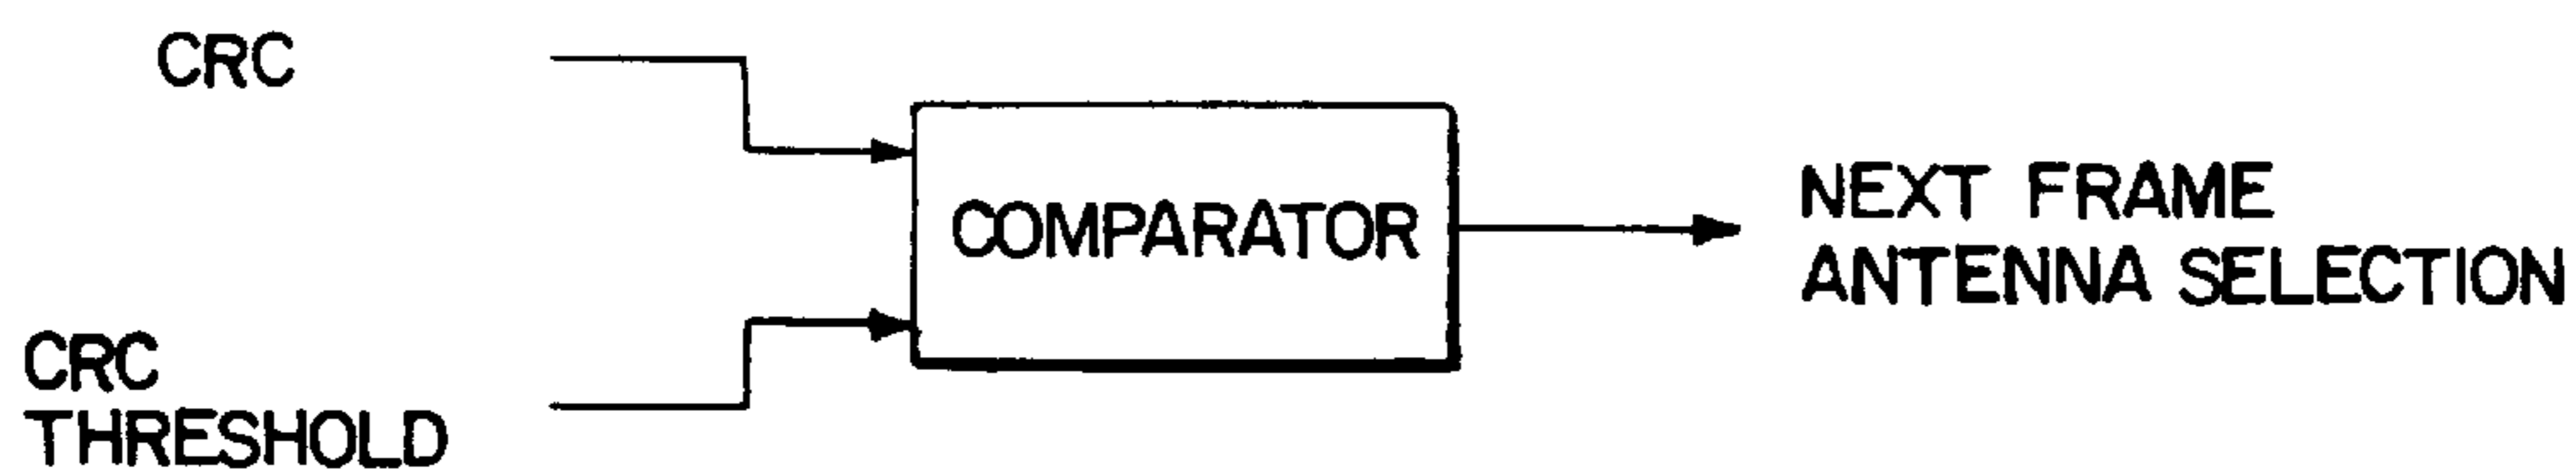 CRC
CRC
THRESHOLD
COMPARATOR
NEXT FRAME
ANTENNA SELECTION